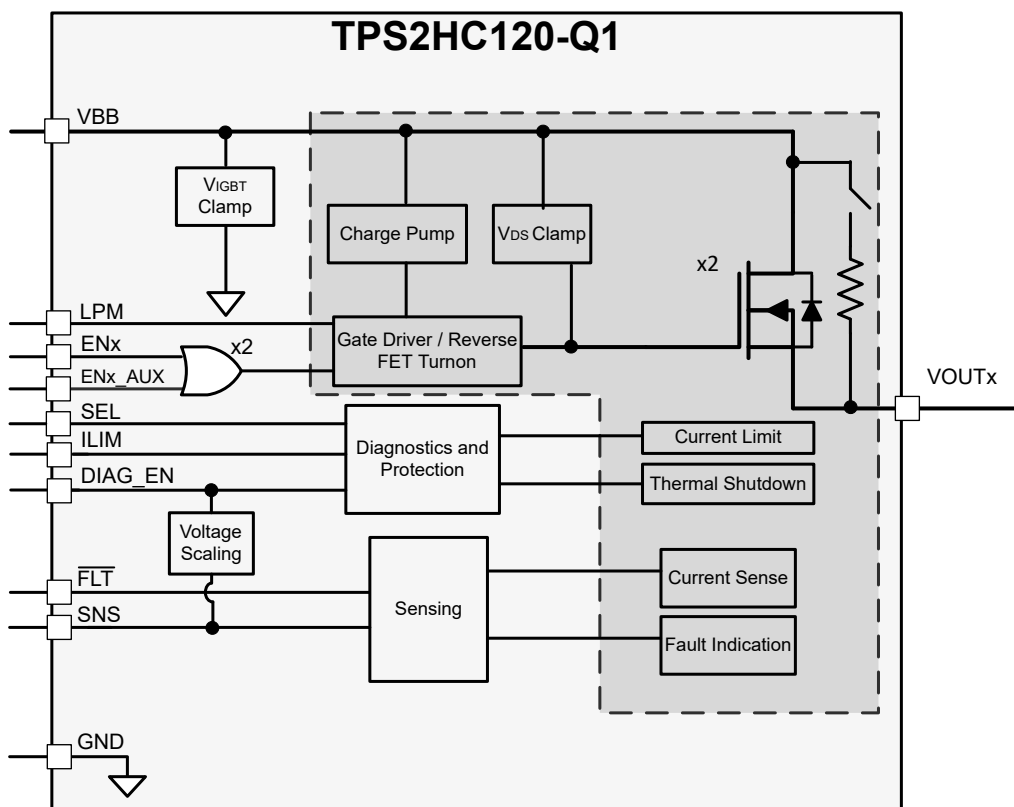 TPS2HC120-Q1
VBB
VIGBT
Clamp
Charge Pump
VDS Clamp
x2
LPM
ENx
x2
ENx_AUX
Gate Driver / Reverse
FET Turnon
VOUTx
SEL
ILIM
DIAG_EN
Diagnostics and
Protection
Current Limit
Thermal Shutdown
Voltage
Scaling
FLT
SNS
Sensing
Current Sense
Fault Indication
GND